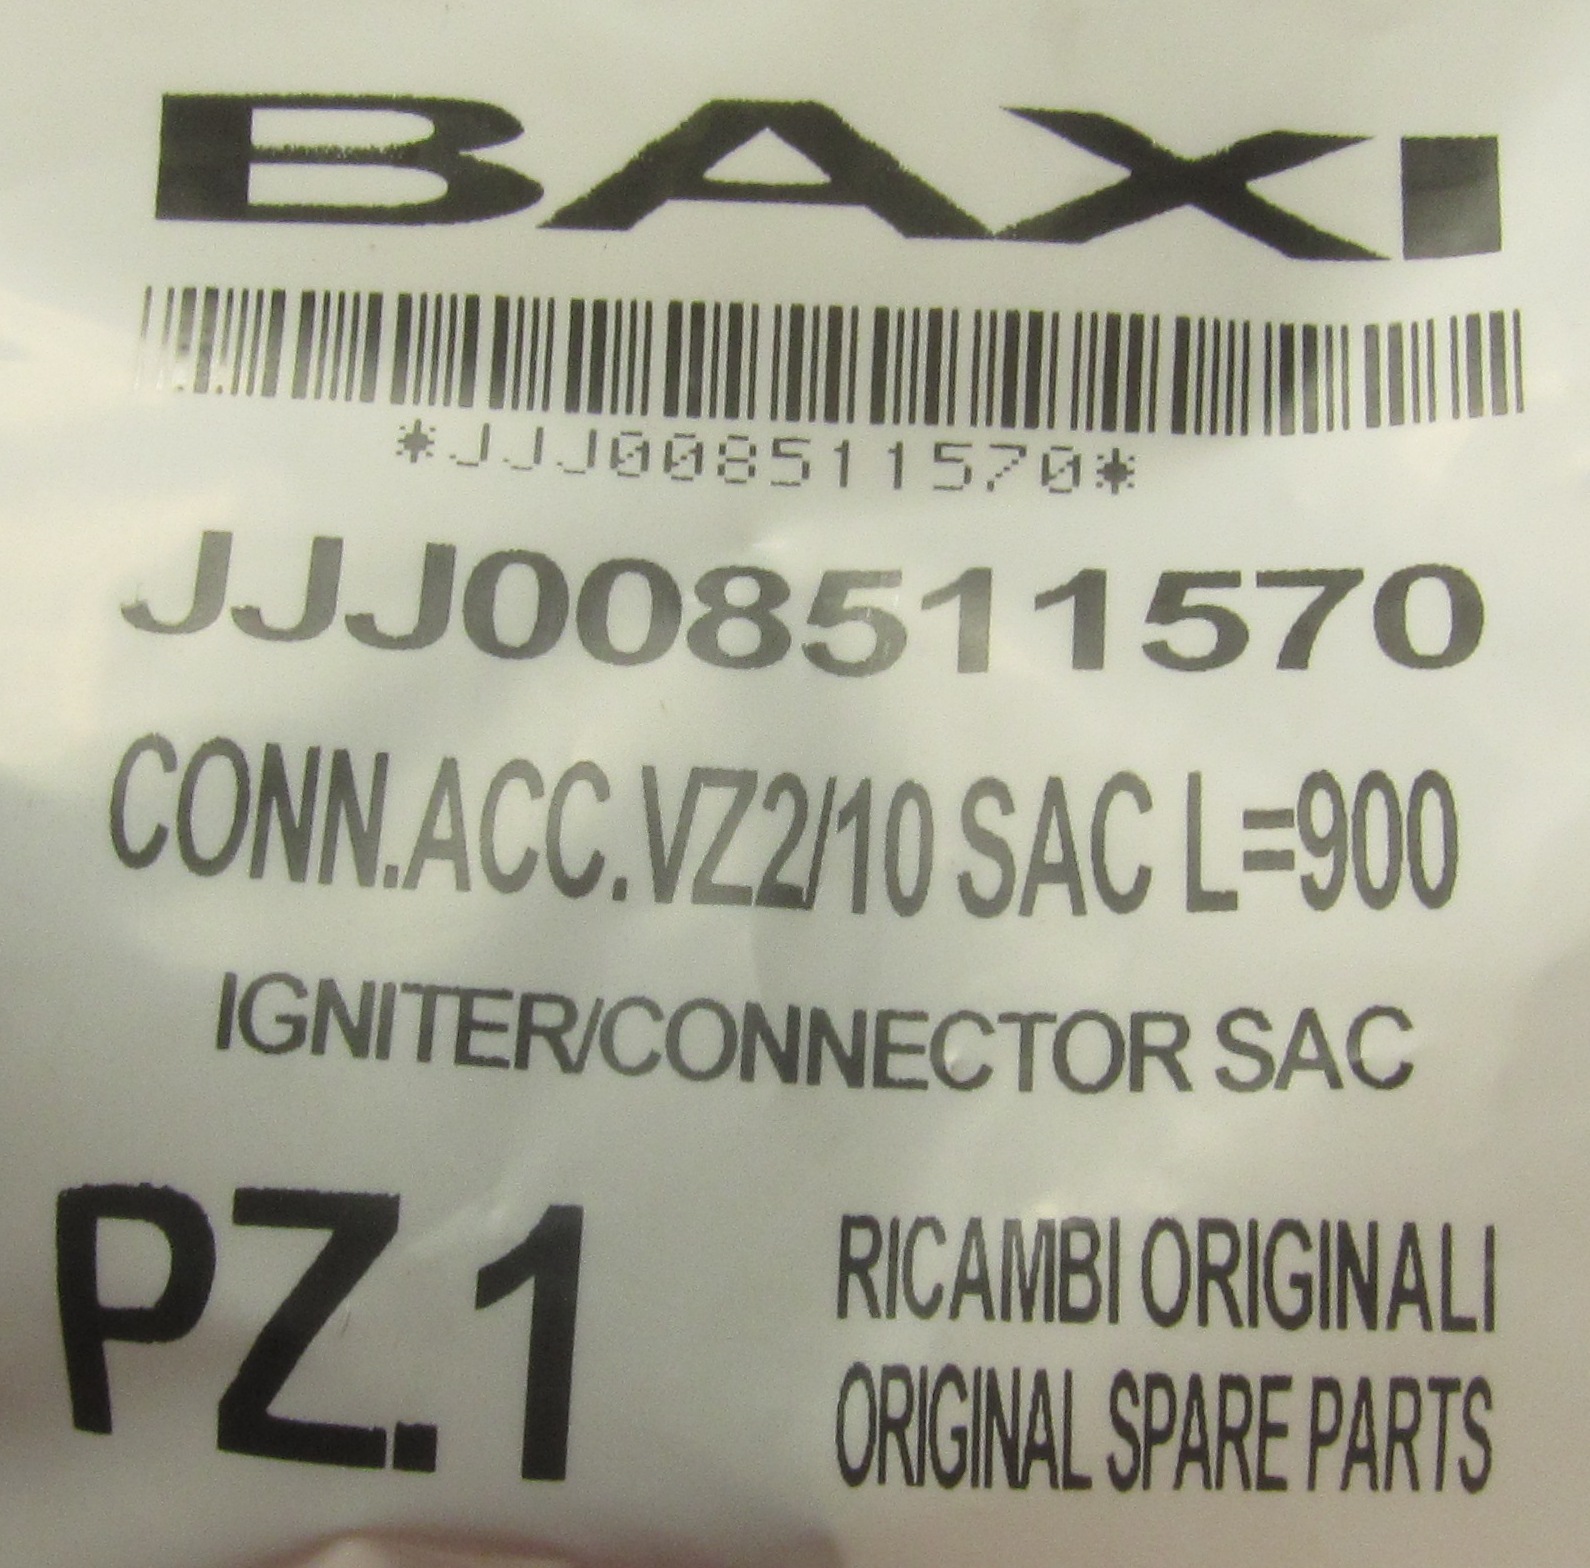 BAXI
*JJJ008511570*
JJJ008511570
CONN.ACC.VZ2/10 SAC L=900
IGNITER/CONNECTOR SAC
PZ.1
RICAMBI ORIGINALI
ORIGINAL SPARE PARTS